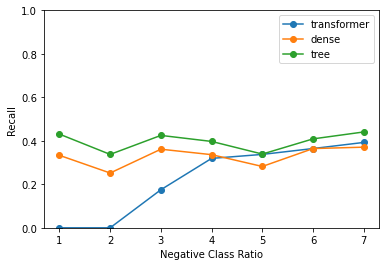 transformer
dense
tree
Recall
1.0
0.8
0.6
0.4
0.2
0.0
1 2 3 4 5 6 7
Negative Class Ratio